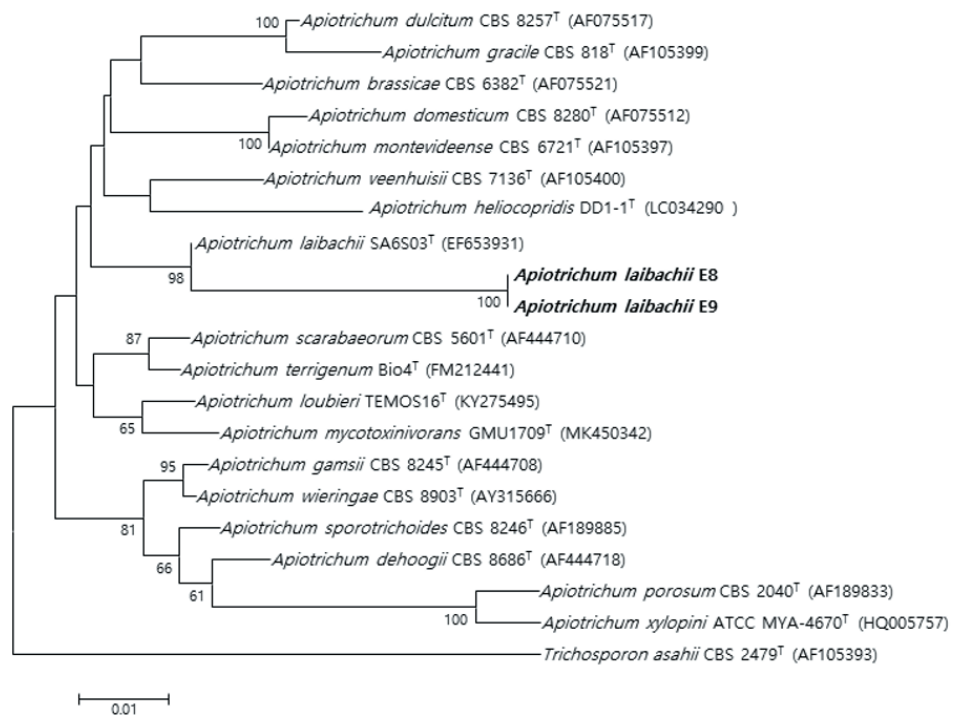 100 Apiotrichum dulcitum CBS 8257ᵀ (AF075517)
Apiotrichum gracile CBS 818ᵀ (AF105399)
Apiotrichum brassicae CBS 6382ᵀ (AF075521)
Apiotrichum domesticum CBS 8280ᵀ (AF075512)
100 Apiotrichum montevideense CBS 6721ᵀ (AF105397)
Apiotrichum veenhuisii CBS 7136ᵀ (AF105400)
Apiotrichum heliocopridis DD1-1ᵀ (LC034290 )
Apiotrichum laibachii SA6S03ᵀ (EF653931)
98 Apiotrichum laibachii E8
100 Apiotrichum laibachii E9
87 Apiotrichum scarabaeorum CBS 5601ᵀ (AF444710)
Apiotrichum terrigenum Bio4ᵀ (FM212441)
Apiotrichum loubieri TEMOS16ᵀ (KY275495)
65 Apiotrichum mycotoxinivorans GMU1709ᵀ (MK450342)
95 Apiotrichum gamsii CBS 8245ᵀ (AF444708)
Apiotrichum wieringae CBS 8903ᵀ (AY315666)
81 Apiotrichum sporotrichoides CBS 8246ᵀ (AF189885)
66 Apiotrichum dehoogii CBS 8686ᵀ (AF444718)
61 Apiotrichum porosum CBS 2040ᵀ (AF189833)
100 Apiotrichum xylopini ATCC MYA-4670ᵀ (HQ005757)
Trichosporon asahii CBS 2479ᵀ (AF105393)
0.01